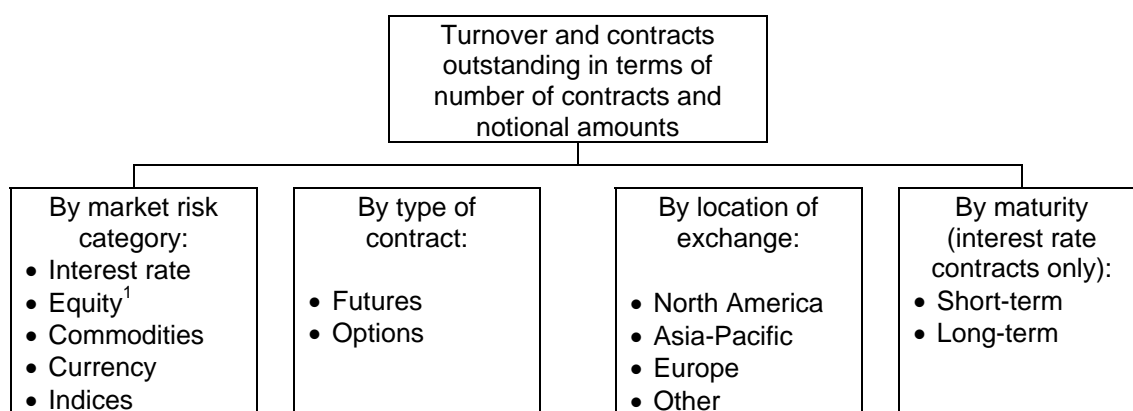 Turnover and contracts
outstanding in terms of
number of contracts and
notional amounts
By market risk
category:
• Interest rate
• Equity¹
• Commodities
• Currency
• Indices
By type of
contract:
• Futures
• Options
By location of
exchange:
• North America
• Asia-Pacific
• Europe
• Other
By maturity
(interest rate
contracts only):
• Short-term
• Long-term